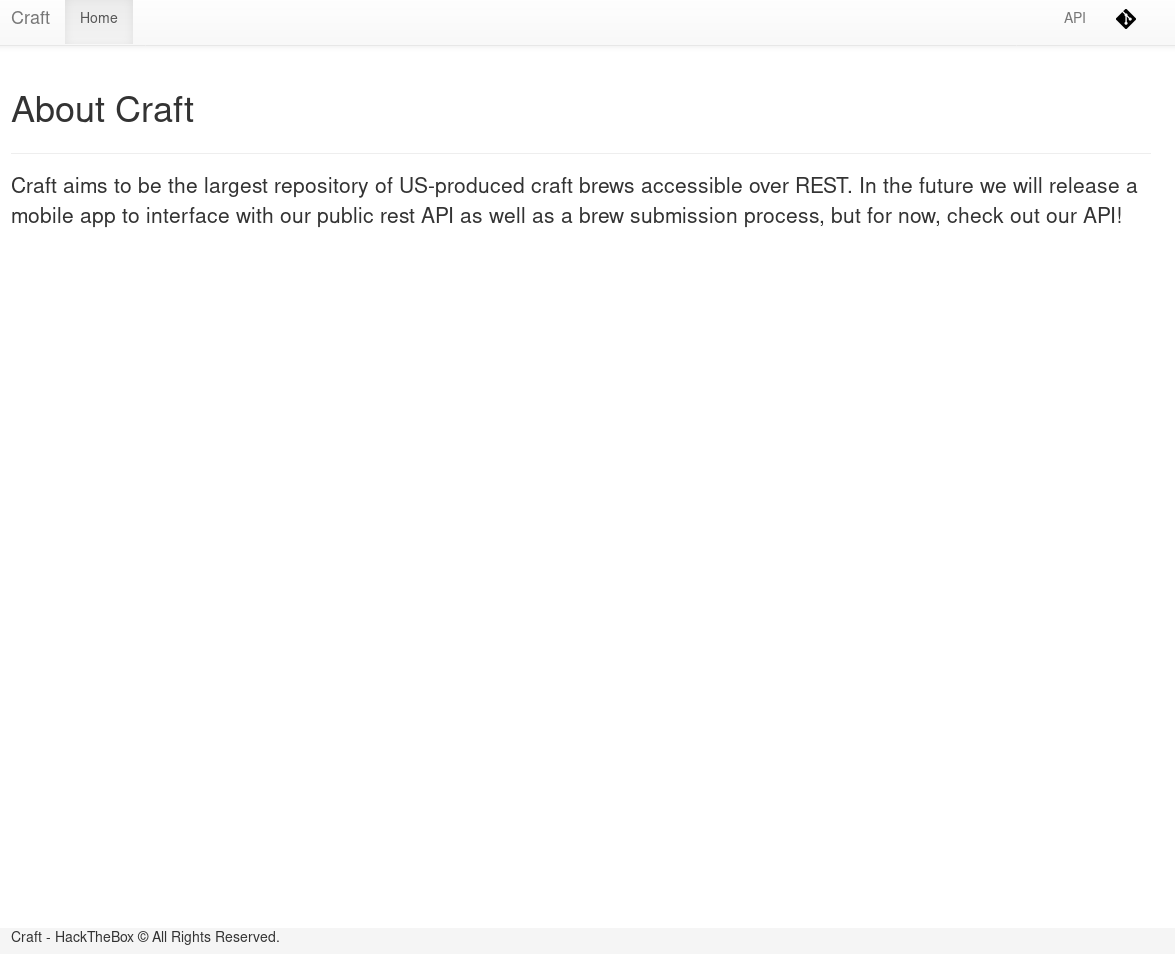 Craft Home API
About Craft
Craft aims to be the largest repository of US-produced craft brews accessible over REST. In the future we will release a
mobile app to interface with our public rest API as well as a brew submission process, but for now, check out our API!
Craft - HackTheBox © All Rights Reserved.